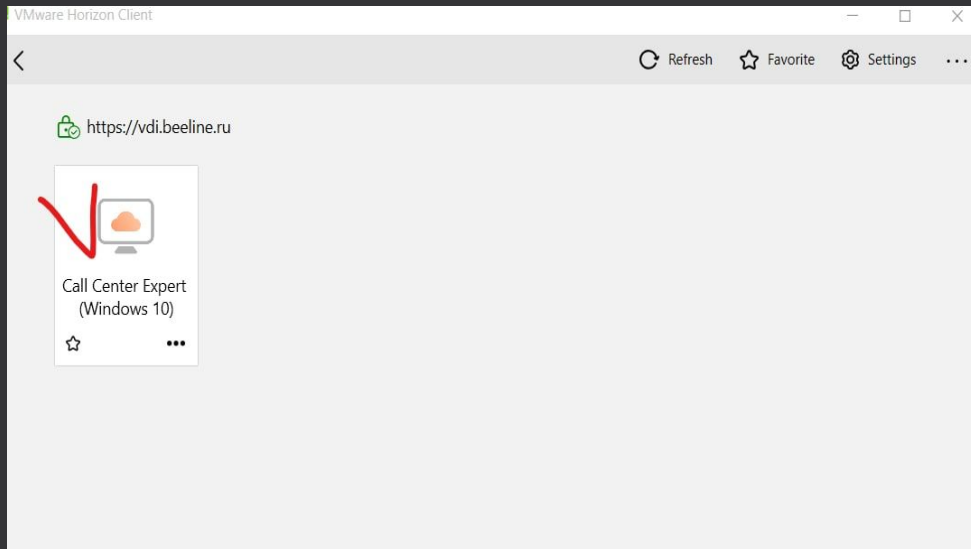 VMware Horizon Client
Refresh
Favorite
Settings
https://vdi.beeline.ru
Call Center Expert
(Windows 10)